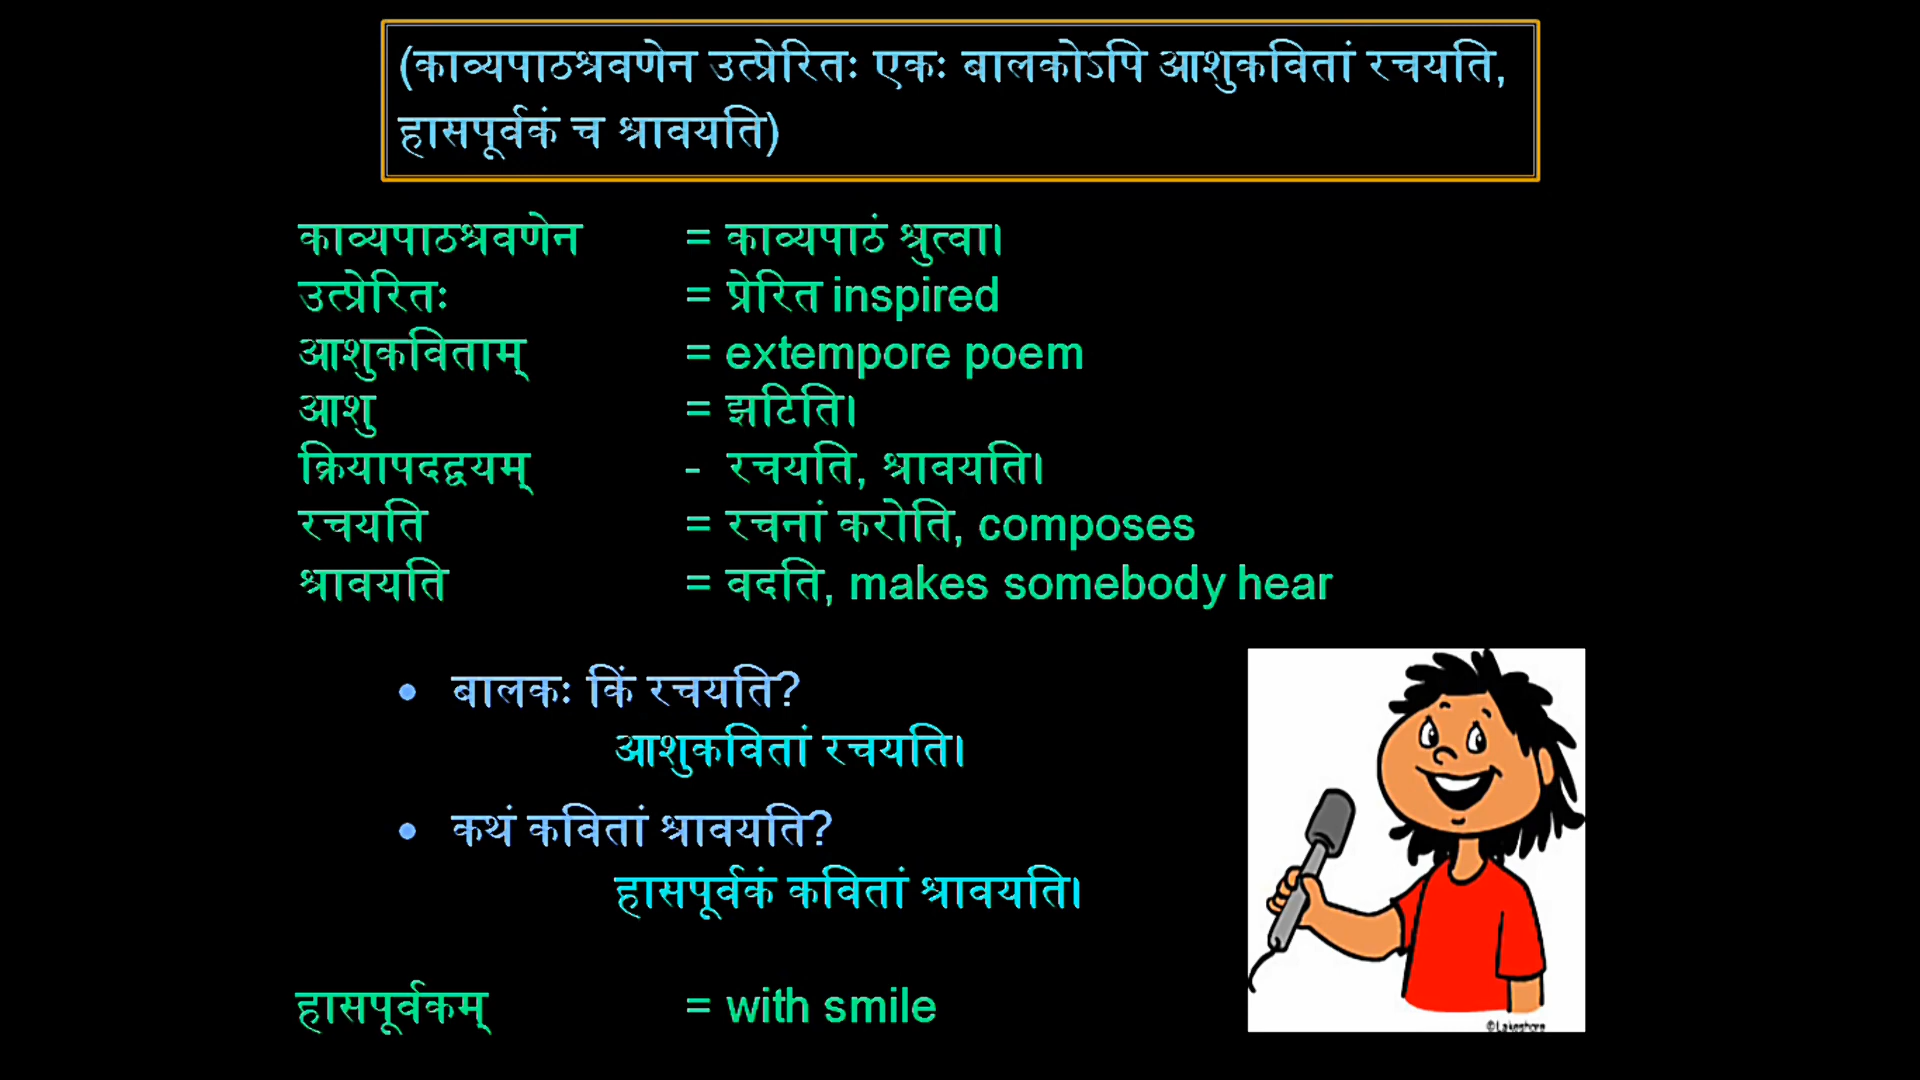 (काव्यपाठश्रवणेन उत्प्रेरितः एकः बालकोऽपि आशुकवितां रचयति,
हासपूर्वकं च श्रावयति)
काव्यपाठश्रवणेन = काव्यपाठं श्रुत्वा।
उत्प्रेरितः = प्रेरित inspired
आशुकविताम् = extempore poem
आशु = झटिति।
क्रियापदद्वयम् - रचयति, श्रावयति।
रचयति = रचनां करोति, composes
श्रावयति = वदति, makes somebody hear
• बालकः किं रचयति?
आशुकवितां रचयति।
• कथं कवितां श्रावयति?
हासपूर्वकं कवितां श्रावयति।
हासपूर्वकम् = with smile
©Lakeshore